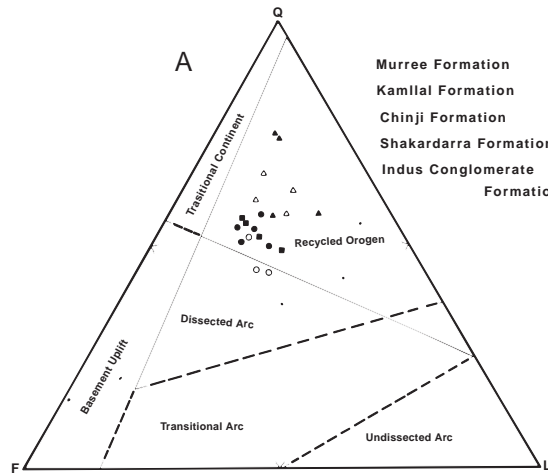 Q
A
Murree Formation
Kamllal Formation
Chinji Formation
Shakardarra Formation
Indus Conglomerate
Formatio
Trasitional Continent
Recycled Orogen
Dissected Arc
Basement Uplift
Transitional Arc
Undissected Arc
F
L